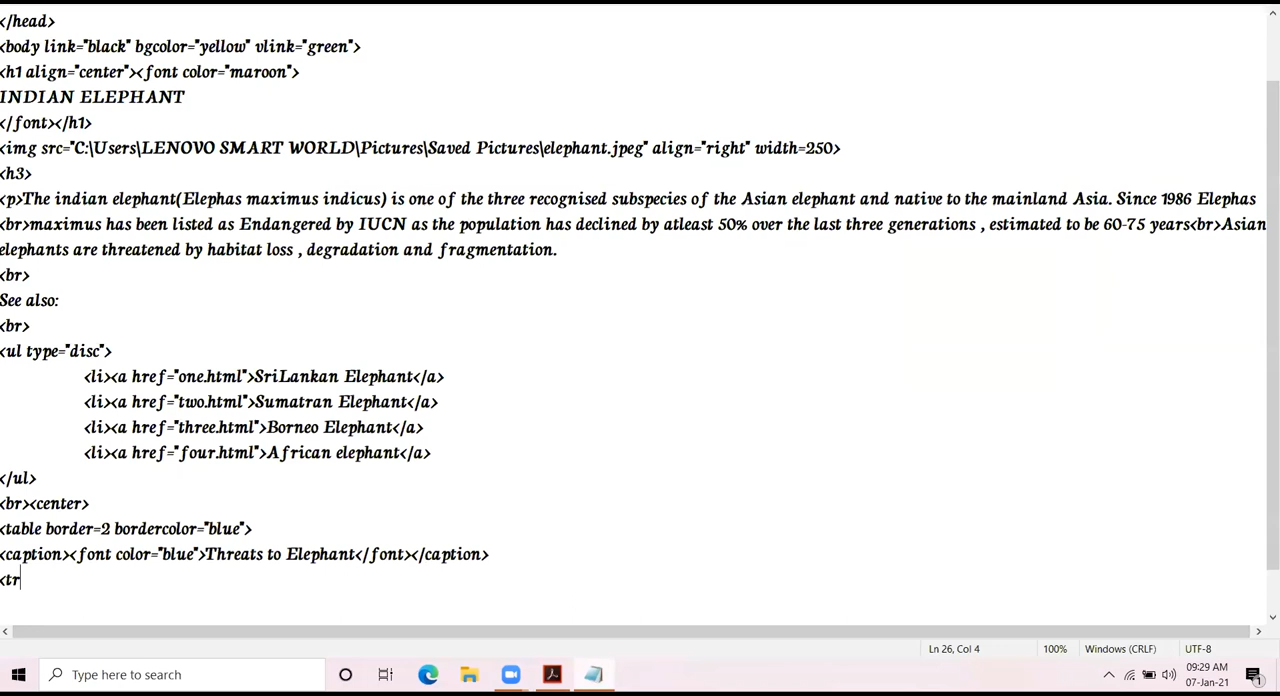 </head>
<body link="black" bgcolor="yellow" vlink="green">
<h1 align="center"><font color="maroon">
INDIAN ELEPHANT
</font></h1>
<img src="C:\Users\LENOVO SMART WORLD\Pictures\Saved Pictures\elephant.jpeg" align="right" width=250>
<h3>
<p>The indian elephant(Elephas maximus indicus) is one of the three recognised subspecies of the Asian elephant and native to the mainland Asia. Since 1986 Elephas
<br>maximus has been listed as Endangered by IUCN as the population has declined by atleast 50% over the last three generations , estimated to be 60-75 years<br>Asian
elephants are threatened by habitat loss , degradation and fragmentation.
<br>
See also:
<br>
<ul type="disc">
<li><a href="one.html">SriLankan Elephant</a>
<li><a href="two.html">Sumatran Elephant</a>
<li><a href="three.html">Borneo Elephant</a>
<li><a href="four.html">African elephant</a>
</ul>
<br><center>
<table border=2 bordercolor="blue">
<caption><font color="blue">Threats to Elephant</font></caption>
<tr
Ln 26, Col 4 100% Windows (CRLF) UTF-8
Type here to search
09:29 AM
07-Jan-21
1